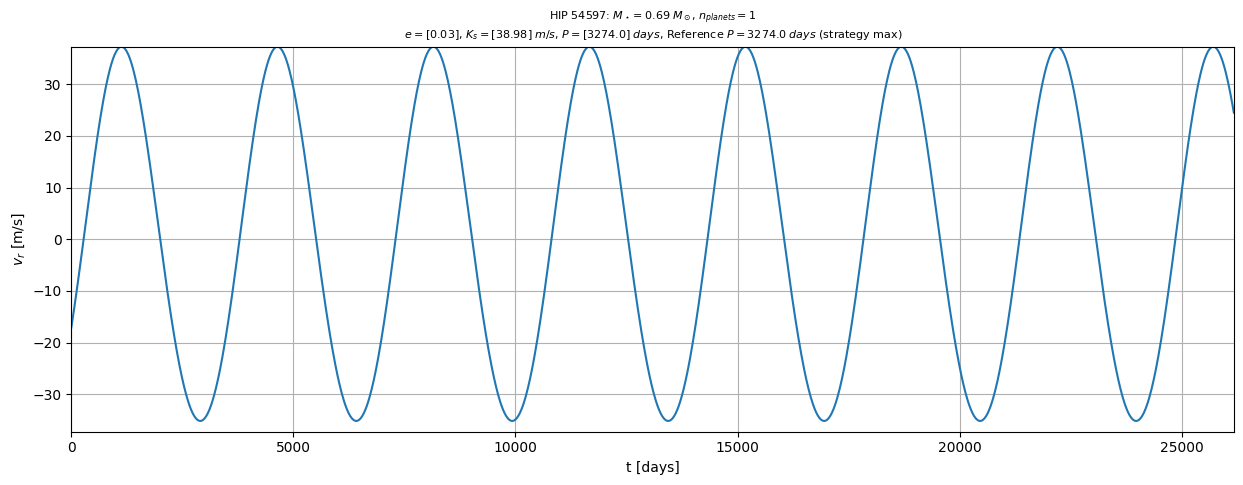 HIP 54597: M⋆ = 0.69 M⊙, nplanets = 1
e = [0.03], Ks = [38.98] m/s, P = [3274.0] days, Reference P = 3274.0 days (strategy max)
30
20
10
0
−10
−20
−30
vr [m/s]
0 5000 10000 15000 20000 25000
t [days]